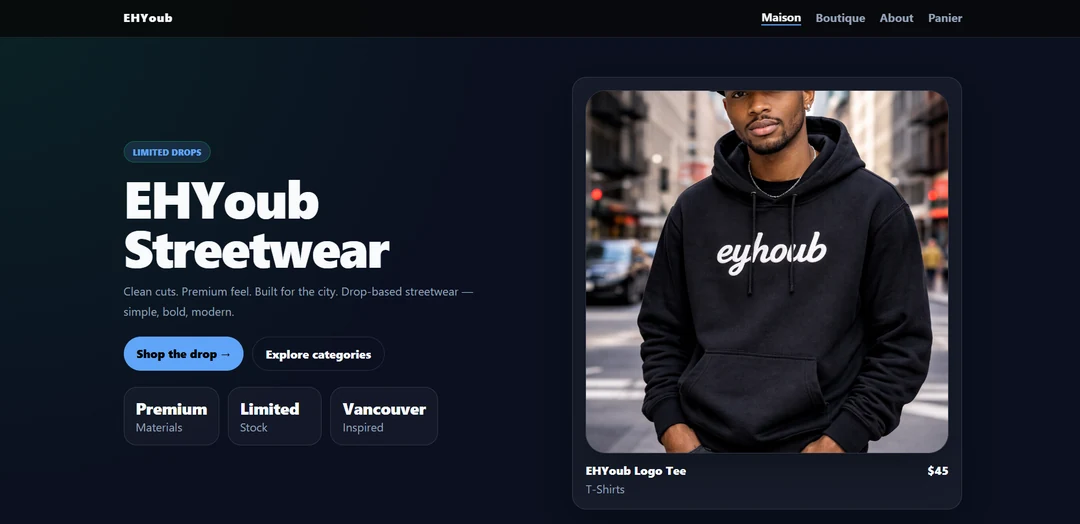 EHYoub
Maison Boutique About Panier
LIMITED DROPS
EHYoub
Streetwear
Clean cuts. Premium feel. Built for the city. Drop-based streetwear —
simple, bold, modern.
Shop the drop →
Explore categories
Premium
Materials
Limited
Stock
Vancouver
Inspired
eyhoub
EHYoub Logo Tee
$45
T-Shirts